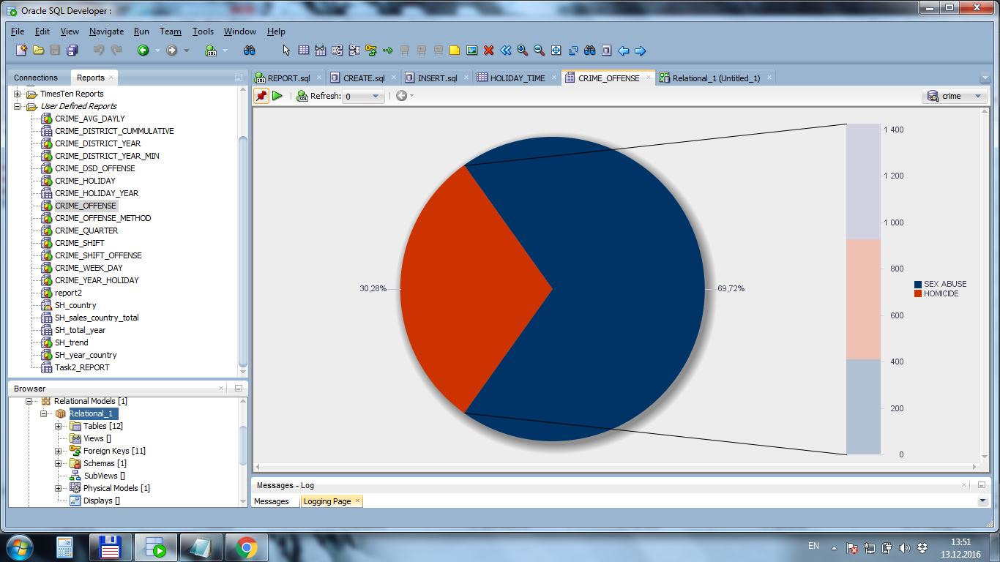 Oracle SQL Developer :
File Edit View Navigate Run Team Tools Window Help
Connections Reports
REPORT.sql CREATE.sql INSERT.sql HOLIDAY_TIME CRIME_OFFENSE Relational_1 (Untitled_1)
SQL Refresh: 0 crime
TimesTen Reports
User Defined Reports
CRIME_AVG_DAYLY
CRIME_DISTRICT_CUMMULATIVE
CRIME_DISTRICT_YEAR
CRIME_DISTRICT_YEAR_MIN
CRIME_DSD_OFFENSE
CRIME_HOLIDAY
CRIME_HOLIDAY_YEAR
CRIME_OFFENSE
CRIME_OFFENSE_METHOD
CRIME_QUARTER
CRIME_SHIFT
CRIME_SHIFT_OFFENSE
CRIME_WEEK_DAY
CRIME_YEAR_HOLIDAY
report2
SH_country
SH_sales_country_total
SH_total_year
SH_trend
SH_year_country
Task2_REPORT
Browser
Relational Models [1]
Relational_1
Tables [12]
Views []
Foreign Keys [11]
Schemas [1]
SubViews []
Physical Models [1]
Displays []
30,28%
69,72%
1 400
1 200
1 000
800
600
400
200
0
SEX ABUSE
HOMICIDE
Messages - Log
Messages Logging Page
EN
13:51
13.12.2016